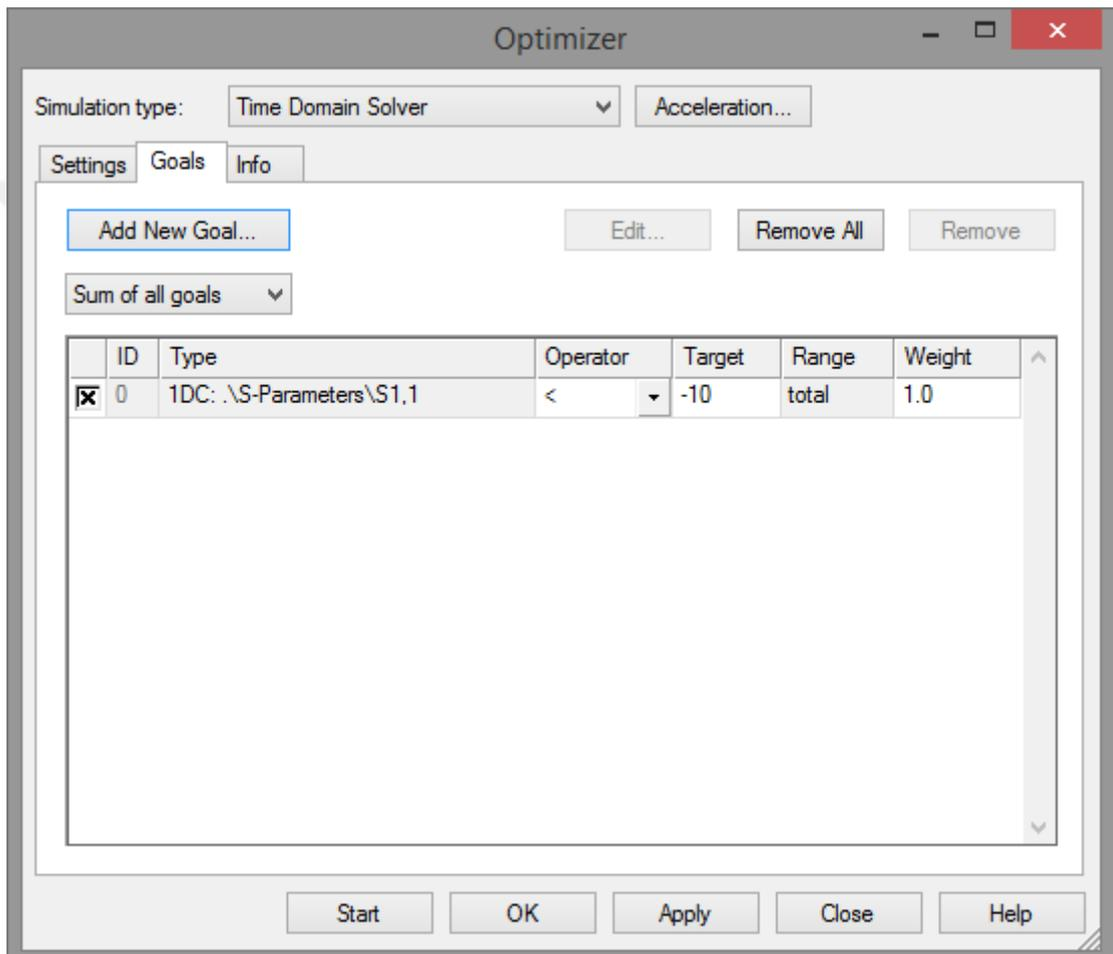 Optimizer
Simulation type: Time Domain Solver Acceleration...
Settings Goals Info
Add New Goal... Edit... Remove All Remove
Sum of all goals
ID Type Operator Target Range Weight
0 1DC: .\S-Parameters\S1,1 < -10 total 1.0
Start OK Apply Close Help